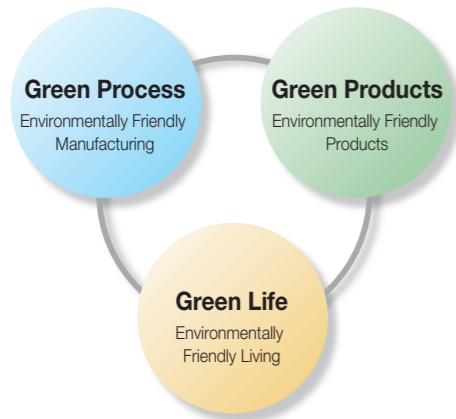 Green Process
Environmentally Friendly
Manufacturing
Green Products
Environmentally Friendly
Products
Green Life
Environmentally
Friendly Living